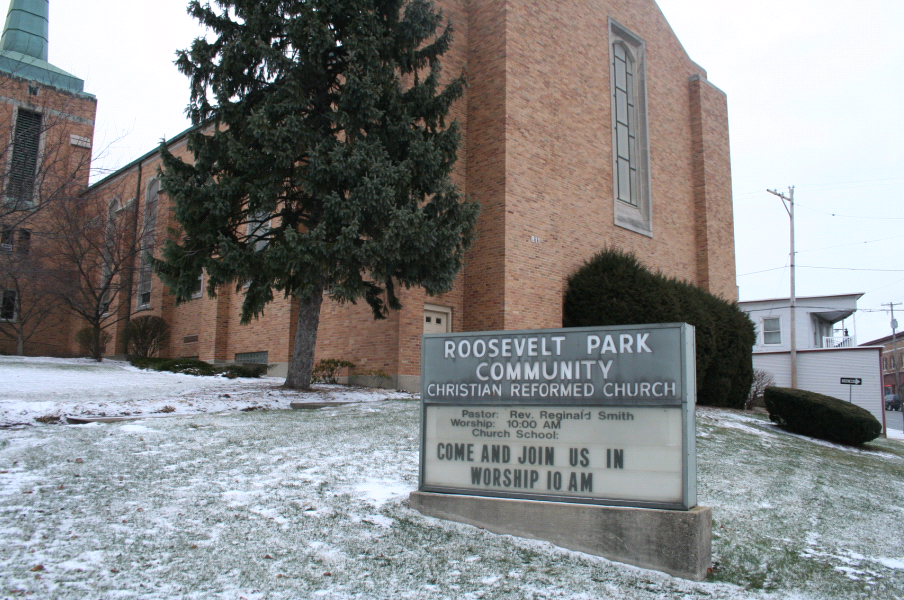 ROOSEVELT PARK
COMMUNITY
CHRISTIAN REFORMED CHURCH
Pastor: Rev. Reginald Smith
Worship: 10:00 AM
Church School:
COME AND JOIN US IN
WORSHIP 10 AM